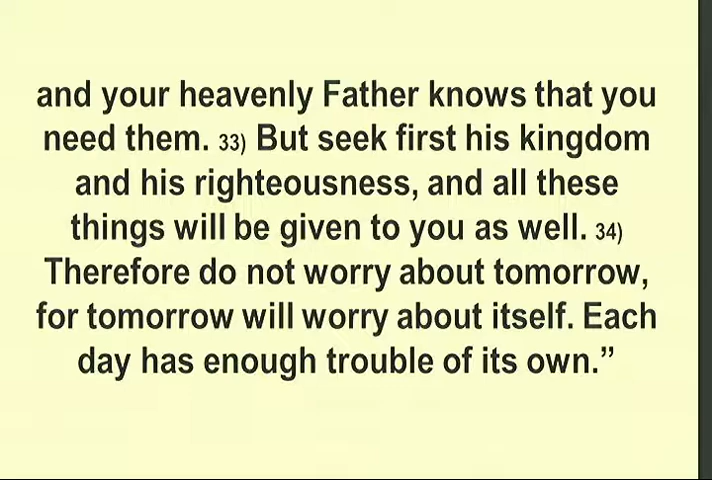 and your heavenly Father knows that you
need them. 33) But seek first his kingdom
and his righteousness, and all these
things will be given to you as well. 34)
Therefore do not worry about tomorrow,
for tomorrow will worry about itself. Each
day has enough trouble of its own.”